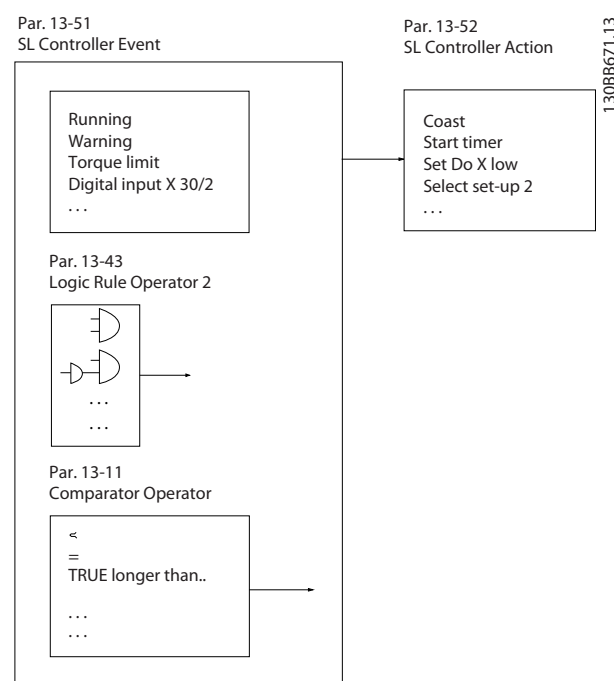 Par. 13-51
SL Controller Event
Par. 13-52
SL Controller Action
130BB671.13
Running
Warning
Torque limit
Digital input X 30/2
. . .
Coast
Start timer
Set Do X low
Select set-up 2
. . .
Par. 13-43
Logic Rule Operator 2
. . .
. . .
Par. 13-11
Comparator Operator
<
=
TRUE longer than..
. . .
. . .